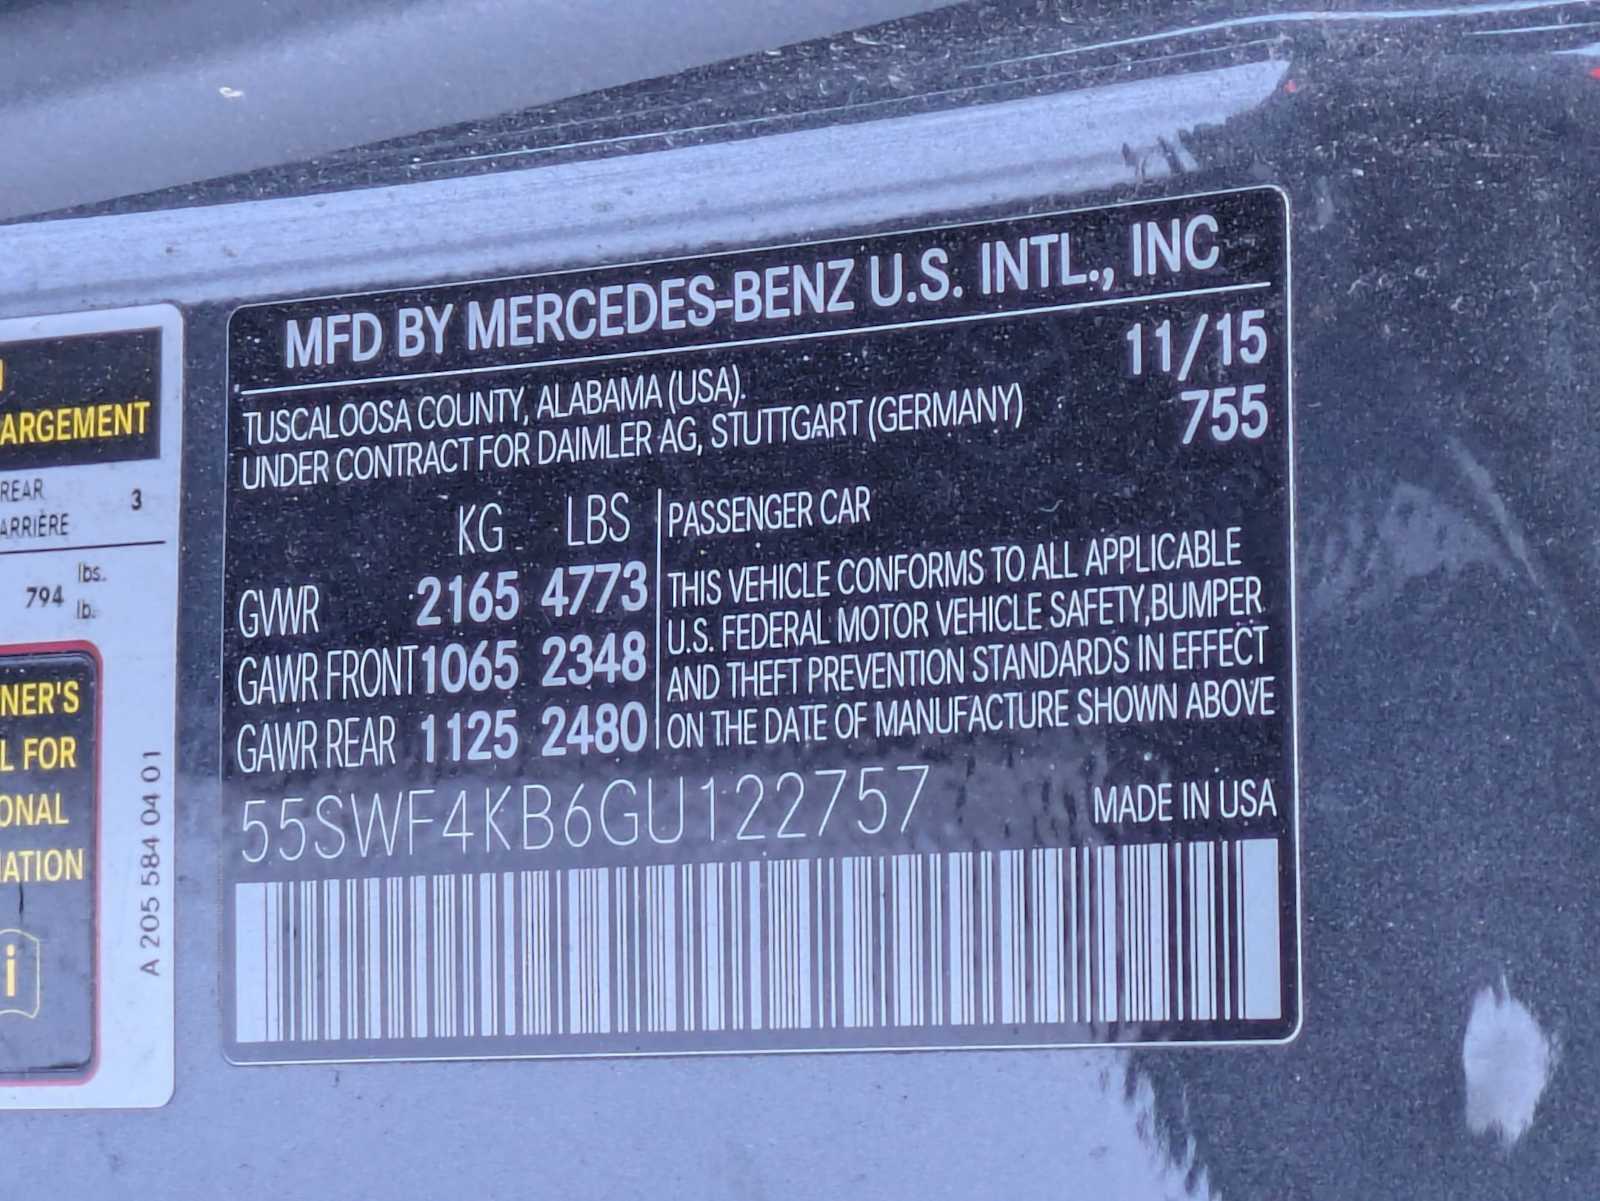 ARGEMENT
REAR 3
ARRIÈRE
794 lbs.
lb.
NER'S
L FOR
ONAL
ATION
i
A 205 584 04 01
MFD BY MERCEDES-BENZ U.S. INTL., INC
11/15
TUSCALOOSA COUNTY, ALABAMA (USA).
755
UNDER CONTRACT FOR DAIMLER AG, STUTTGART (GERMANY)
KG LBS
GVWR 2165 4773
GAWR FRONT 1065 2348
GAWR REAR 1125 2480
PASSENGER CAR
THIS VEHICLE CONFORMS TO ALL APPLICABLE
U.S. FEDERAL MOTOR VEHICLE SAFETY,BUMPER
AND THEFT PREVENTION STANDARDS IN EFFECT
ON THE DATE OF MANUFACTURE SHOWN ABOVE
55SWF4KB6GU122757
MADE IN USA